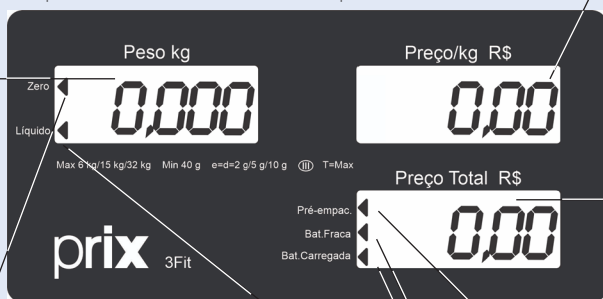 Peso kg
Preço/kg R$
Zero
0,000
0,00
Líquido
Max 6 kg/15 kg/32 kg Min 40 g e=d=2 g/5 g/10 g III T=Max
Preço Total R$
Pré-empac.
0,00
Bat.Fraca
Bat.Carregada
prix 3Fit